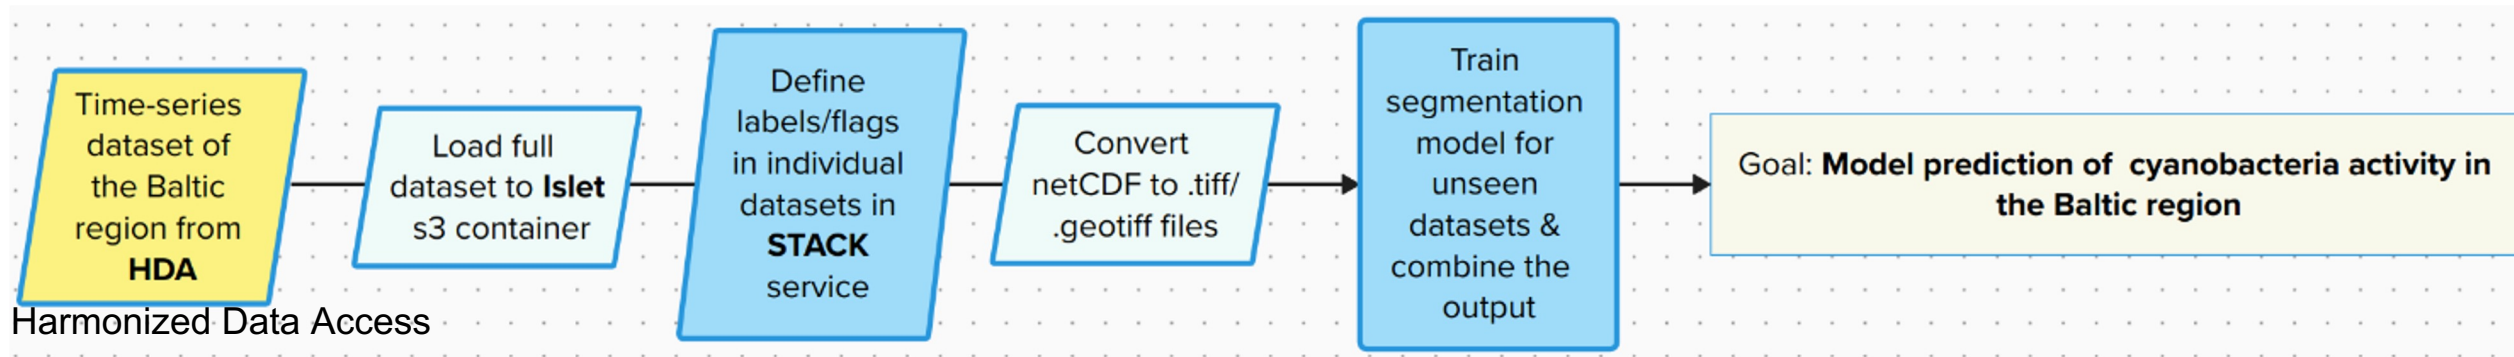 Time-series
dataset of
the Baltic
region from
HDA
Harmonized Data Access
Load full
dataset to Islet
s3 container
Define
labels/flags
in individual
datasets in
STACK
service
Convert
netCDF to .tiff/
.geotiff files
Train
segmentation
model for
unseen
datasets &
combine the
output
Goal: Model prediction of  cyanobacteria activity in
the Baltic region